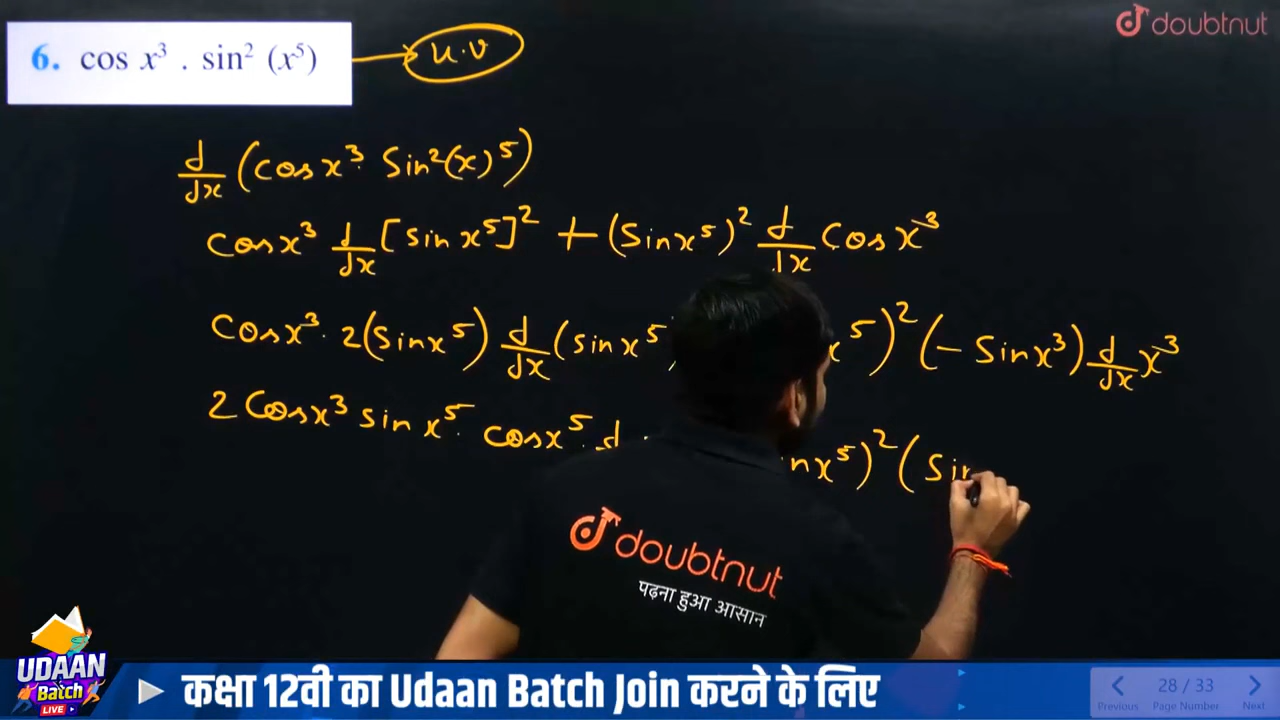 doubtnut
6. cos x³ . sin² (x⁵)
u.v
d/dx (cos x³. Sin²(x)⁵)
cos x³ d/dx [sin x⁵]² + (Sin x⁵)² d/dx cos x³
cos x³. 2(sin x⁵) d/dx (sin x⁵ x⁵)² (- Sin x³) d/dx x³
2 cos x³ sin x⁵. cos x⁵. d nx⁵)² (Sin
doubtnut
पढ़ना हुआ आसान
UDAAN
Batch
LIVE
कक्षा 12वी का Udaan Batch Join करने के लिए
28 / 33
Previous Page Number Next